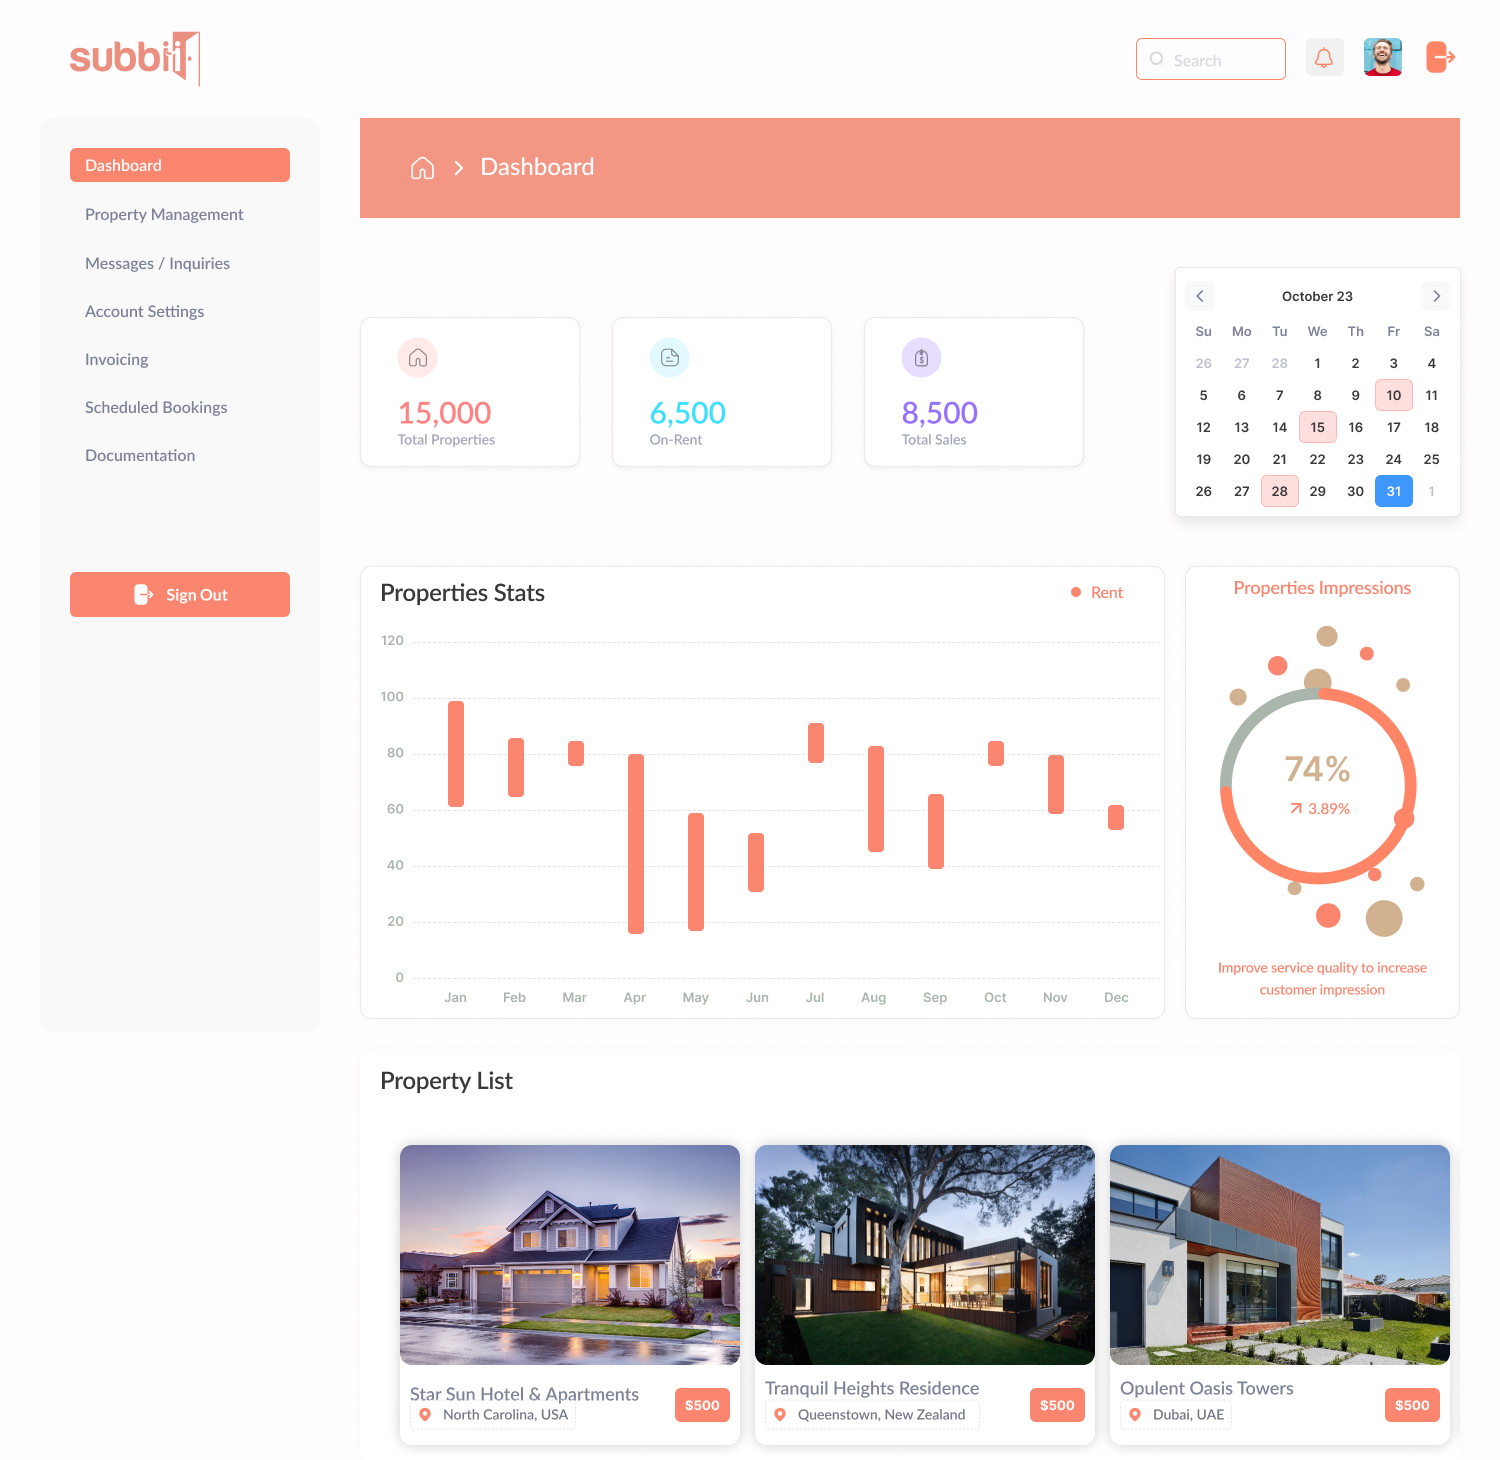 subbii
Search
Dashboard
Property Management
Messages / Inquiries
Account Settings
Invoicing
Scheduled Bookings
Documentation
Sign Out
Dashboard
15,000
Total Properties
6,500
On-Rent
8,500
Total Sales
October 23
Su Mo Tu We Th Fr Sa
26 27 28 1 2 3 4
5 6 7 8 9 10 11
12 13 14 15 16 17 18
19 20 21 22 23 24 25
26 27 28 29 30 31 1
Properties Stats
Rent
120
100
80
60
40
20
0
Jan Feb Mar Apr May Jun Jul Aug Sep Oct Nov Dec
Properties Impressions
74%
3.89%
Improve service quality to increase
customer impression
Property List
Star Sun Hotel & Apartments
North Carolina, USA
$500
Tranquil Heights Residence
Queenstown, New Zealand
$500
Opulent Oasis Towers
Dubai, UAE
$500